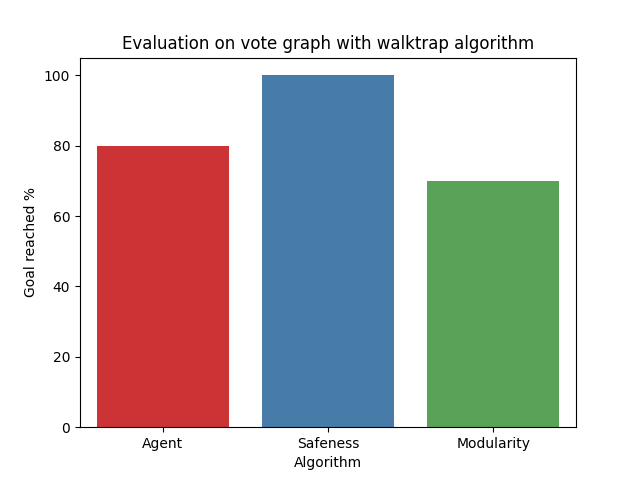 Evaluation on vote graph with walktrap algorithm
Goal reached %
100
80
60
40
20
0
Agent
Safeness
Modularity
Algorithm